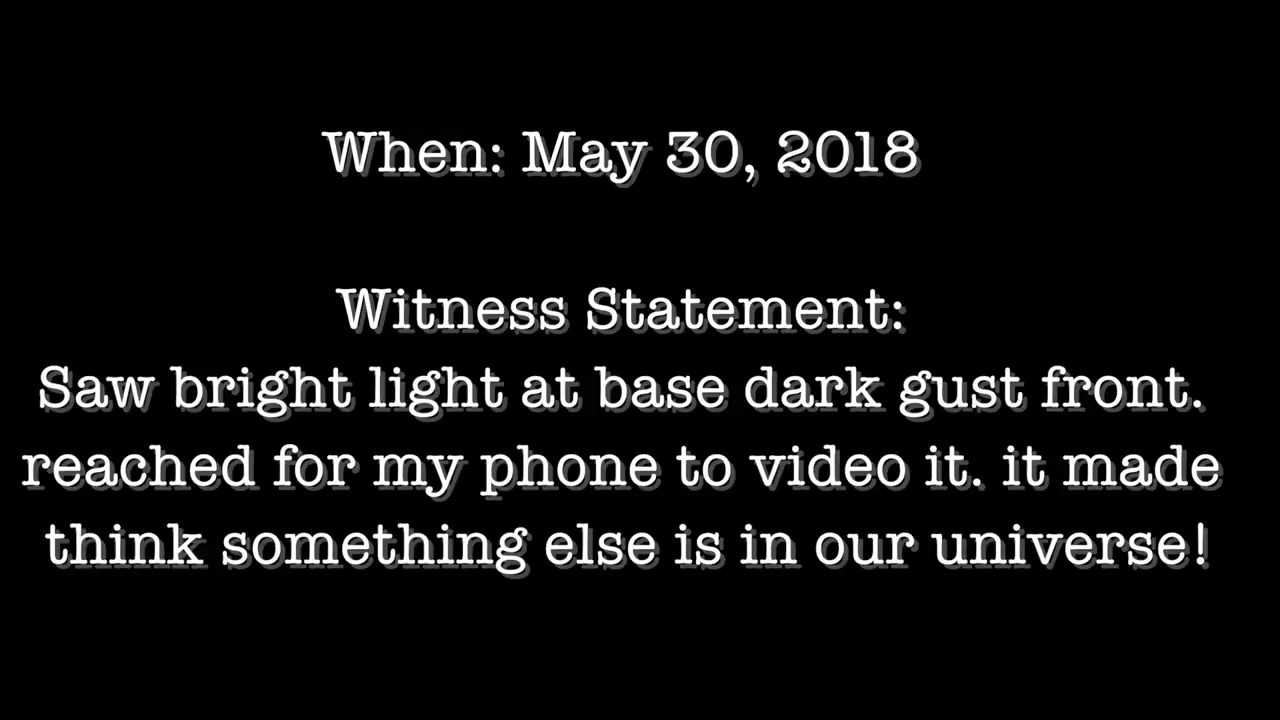 When: May 30, 2018
Witness Statement:
Saw bright light at base dark gust front.
reached for my phone to video it. it made
think something else is in our universe!